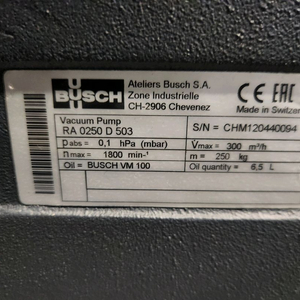 BUSCH
Ateliers Busch S.A.
Zone Industrielle
CH-2906 Chevenez
CE EAC
Made in Switzer
Vacuum Pump
RA 0250 D 503
S/N = CHM120440094
pabs = 0,1 hPa (mbar)
V̇max = 300 m³/h
nmax = 1800 min-¹
m = 250 kg
Oil = BUSCH VM 100
Oil quantity = 6,5 L